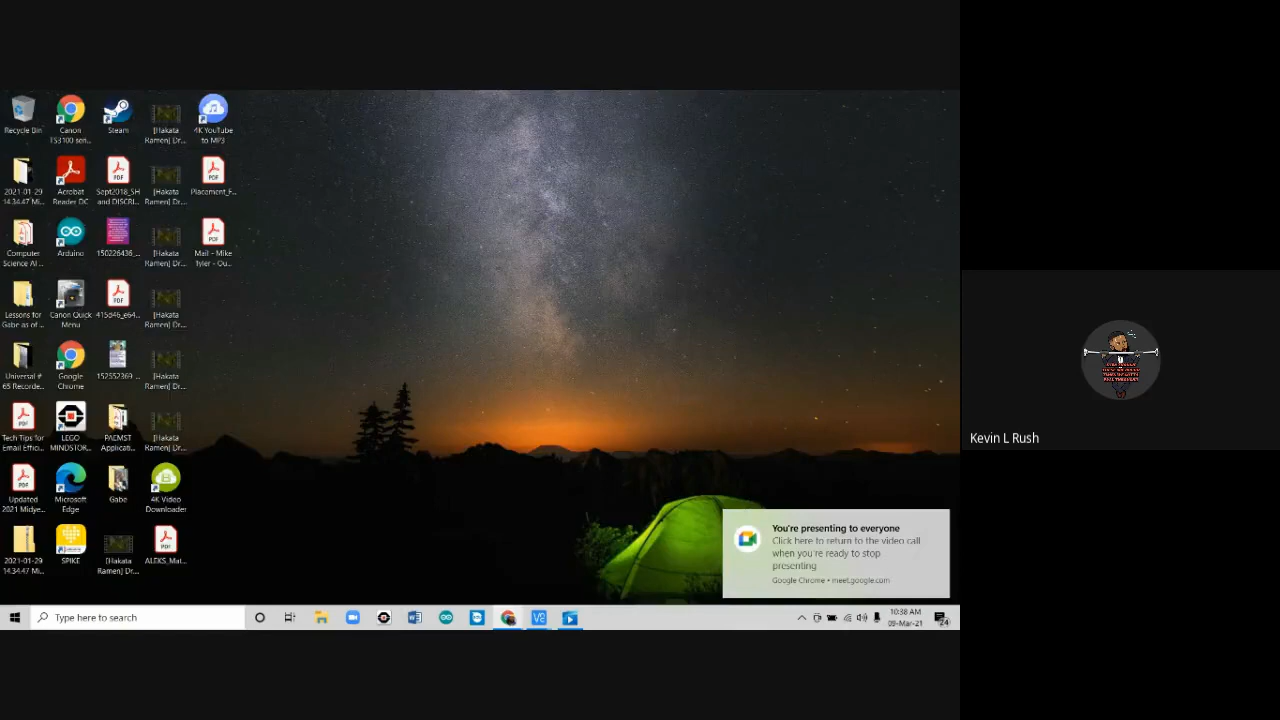 Recycle Bin
Canon
TS3100 seri...
Steam
[Hakata
Ramen] Dr...
4K YouTube
to MP3
2021-01-29
14.34.47 Mi...
Acrobat
Reader DC
Sept2018_SH
and DISCRI...
[Hakata
Ramen] Dr...
Placement_F...
Computer
Science Al ...
Arduino
150226436_...
[Hakata
Ramen] Dr...
Mail - Mike
Tyler - Ou...
Lessons for
Gabe as of ...
Canon Quick
Menu
415d46_e64...
[Hakata
Ramen] Dr...
Universal #
65 Recorde...
Google
Chrome
152552369_...
[Hakata
Ramen] Dr...
Tech Tips for
Email Effici...
LEGO
MINDSTOR...
PAEMST
Applicati...
[Hakata
Ramen] Dr...
Updated
2021 Midye...
Microsoft
Edge
Gabe
4K Video
Downloader
2021-01-29
14.34.47 Mi...
SPIKE
[Hakata
Ramen] Dr...
ALEKS_Mat...
You're presenting to everyone
Click here to return to the video call
when you're ready to stop
presenting
Google Chrome • meet.google.com
Type here to search
10:38 AM
09-Mar-21
24
Kevin L Rush